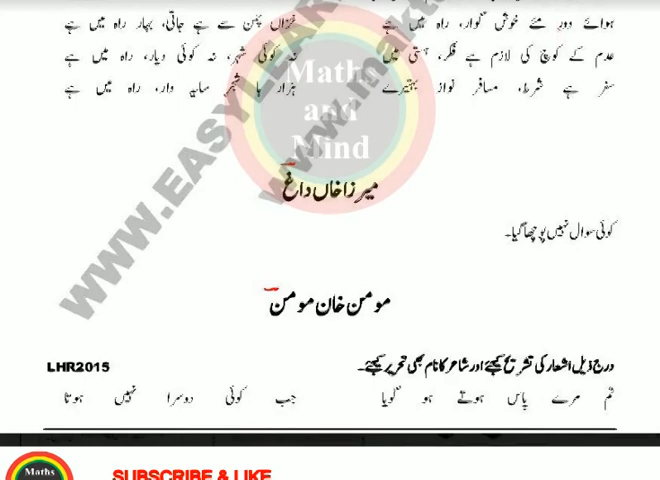 ہوائے دورِ مئے خوش گوار، راہ میں ہے خزاں چمن سے ہے جاتی، بہار راہ میں ہے
عدم کے کوچ کی لازم ہے فکر، ہستی میں نہ کوئی شہر، نہ کوئی دیار، راہ میں ہے
سفر ہے شرط، مسافر نواز بہتیرے ہزار ہا شجرِ سایہ دار، راہ میں ہے
Maths
and
Mind
میرزا خاں داغ
کوئی سوال نہیں پوچھا گیا۔
مومن خان مومن
درج ذیل اشعار کی تشریح کیجئے اور شاعر کا نام بھی تحریر کیجئے۔ LHR2015
تم مرے پاس ہوتے ہو گویا جب کوئی دوسرا نہیں ہوتا
Maths
SUBSCRIBE & LIKE